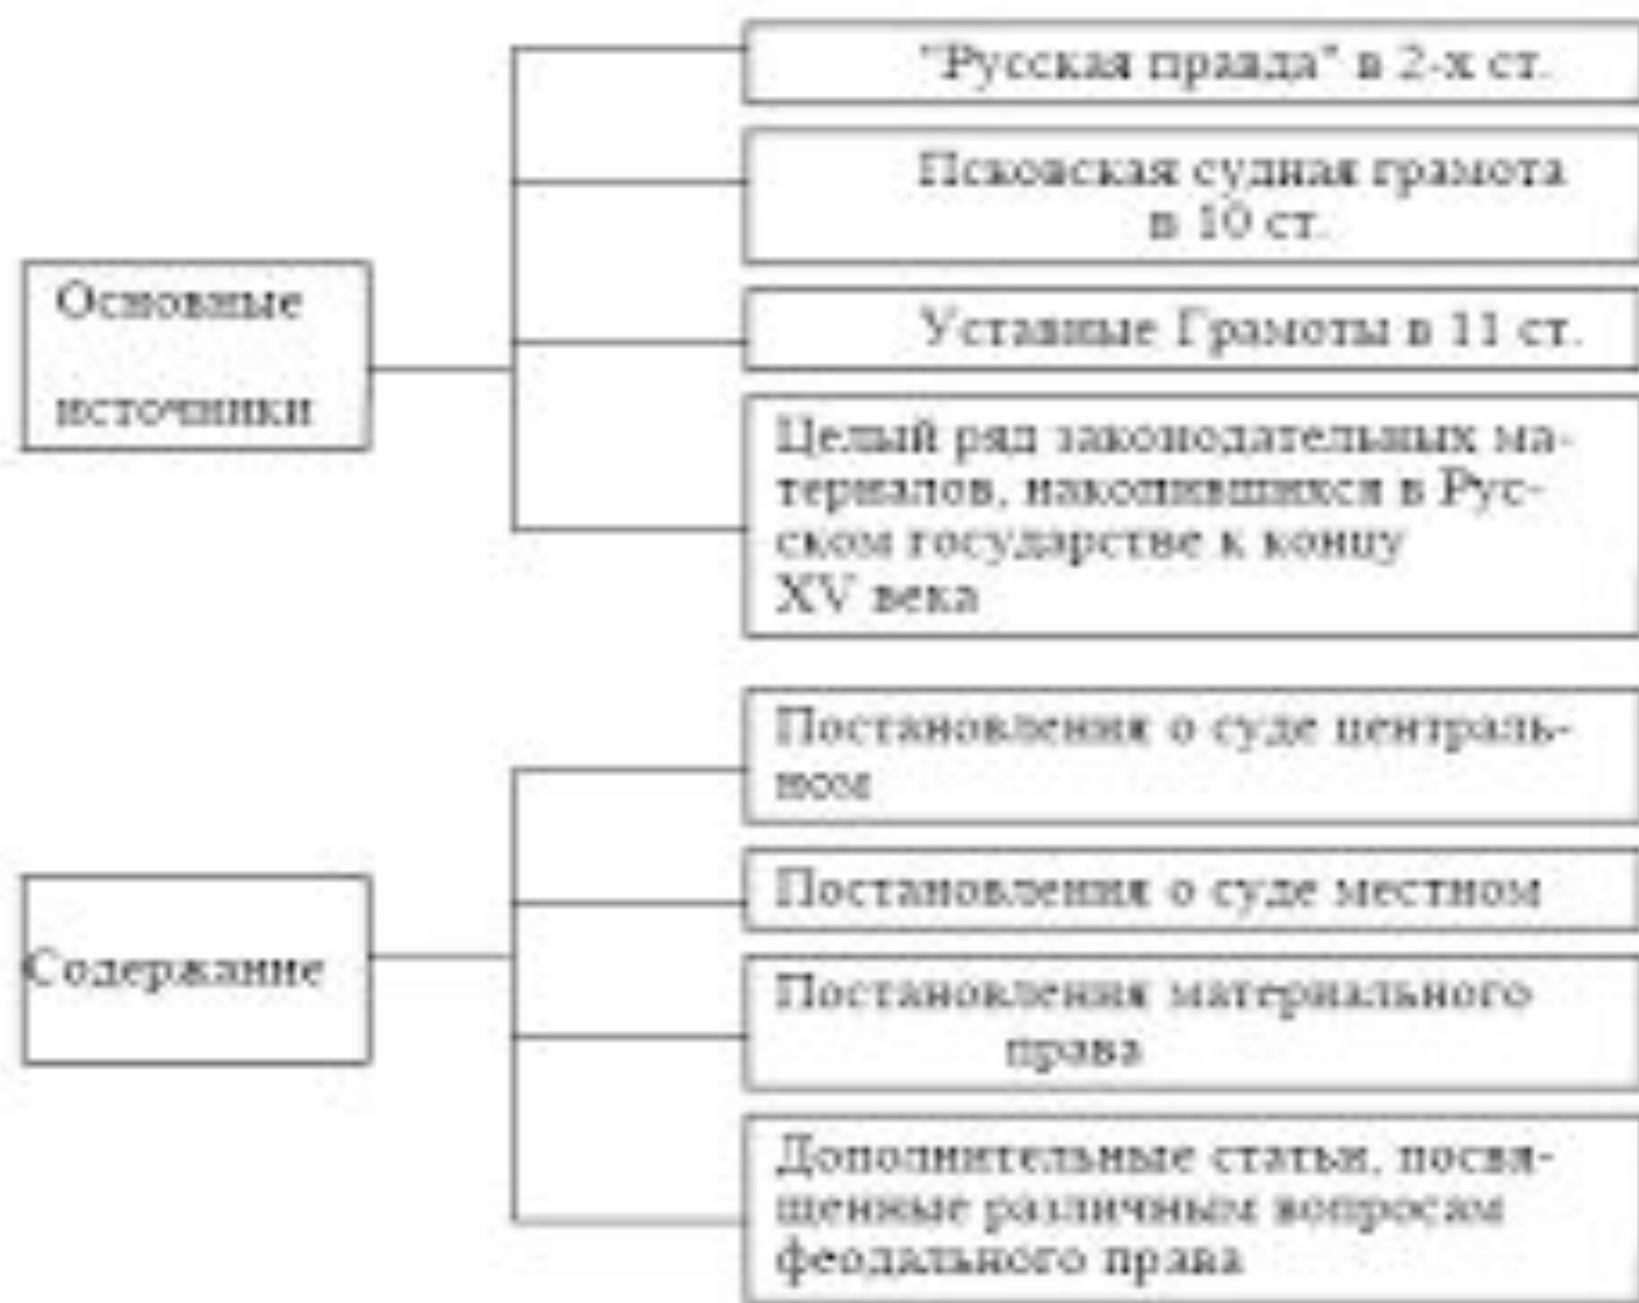 "Русская правда" в 2-х ст.
Псковская судная грамота
в 10 ст.
Основные
источники
Уставные Грамоты в 11 ст.
Целый ряд законодательных ма-
териалов, накопившихся в Рус-
ском государстве к концу
XV века
Постановления о суде централь-
ном
Постановления о суде местном
Содержание
Постановления материального
права
Дополнительные статьи, посвя-
щенные различным вопросам
феодального права